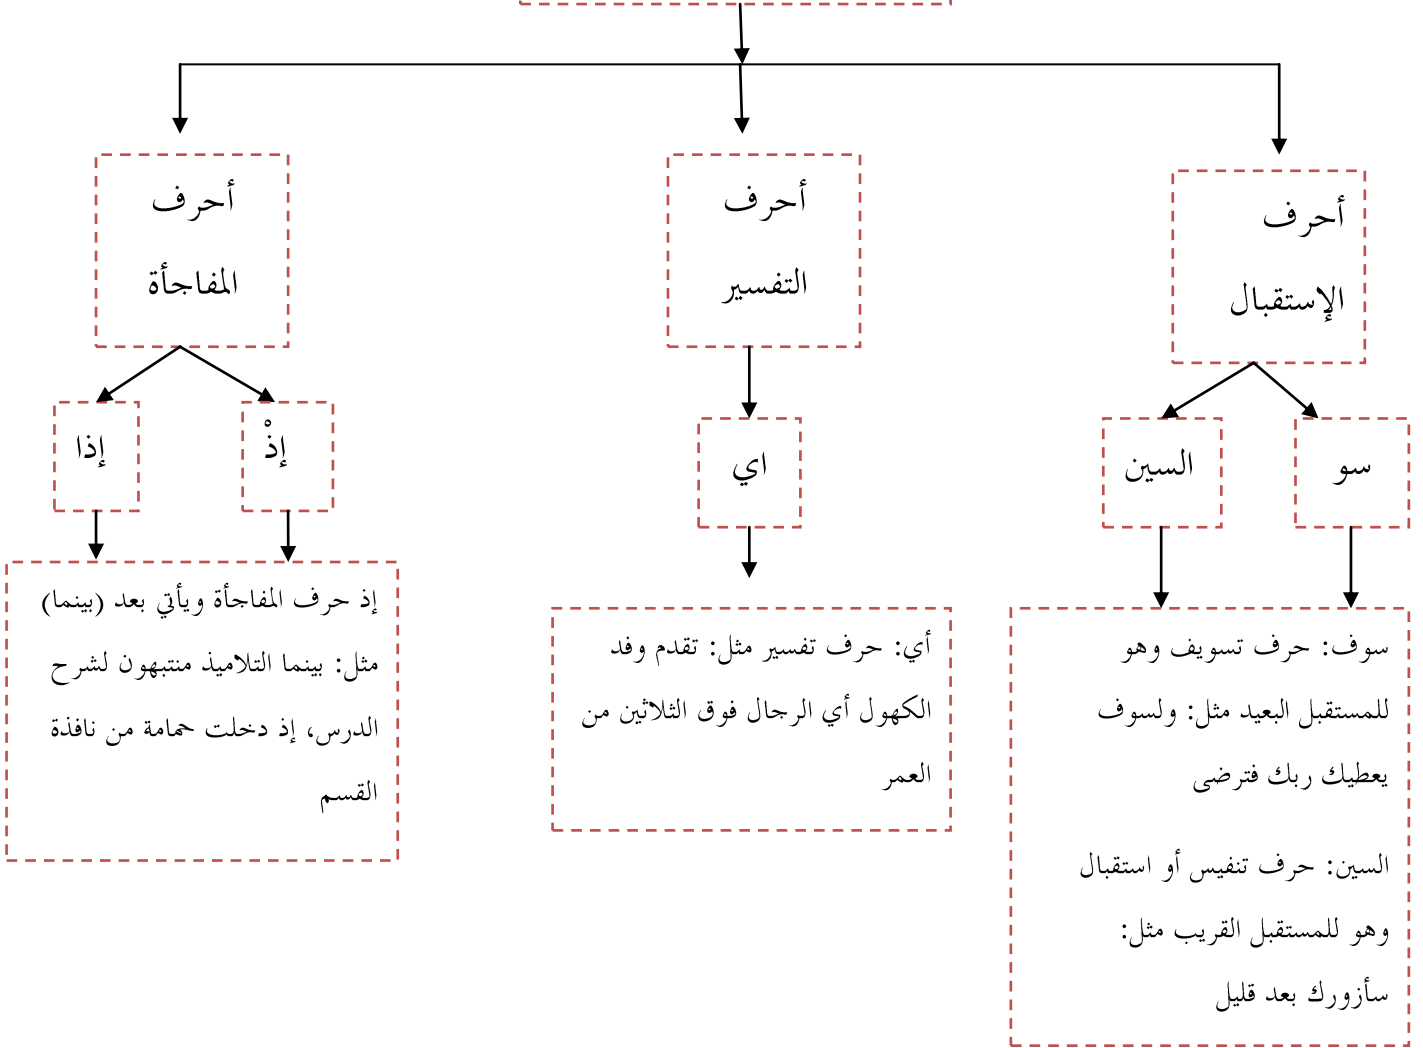 أحرف
الإستقبال
أحرف
التفسير
أحرف
المفاجأة
سو
السين
اي
إذْ
إذا
سوف: حرف تسويف وهو
للمستقبل البعيد مثل: ولسوف
يعطيك ربك فترضى
السين: حرف تنفيس أو استقبال
وهو للمستقبل القريب مثل:
سأزورك بعد قليل
أي: حرف تفسير مثل: تقدم وفد
الكهول أي الرجال فوق الثلاثين من
العمر
إذ حرف المفاجأة ويأتي بعد (بينما)
مثل: بينما التلاميذ منتبهون لشرح
الدرس، إذ دخلت حمامة من نافذة
القسم